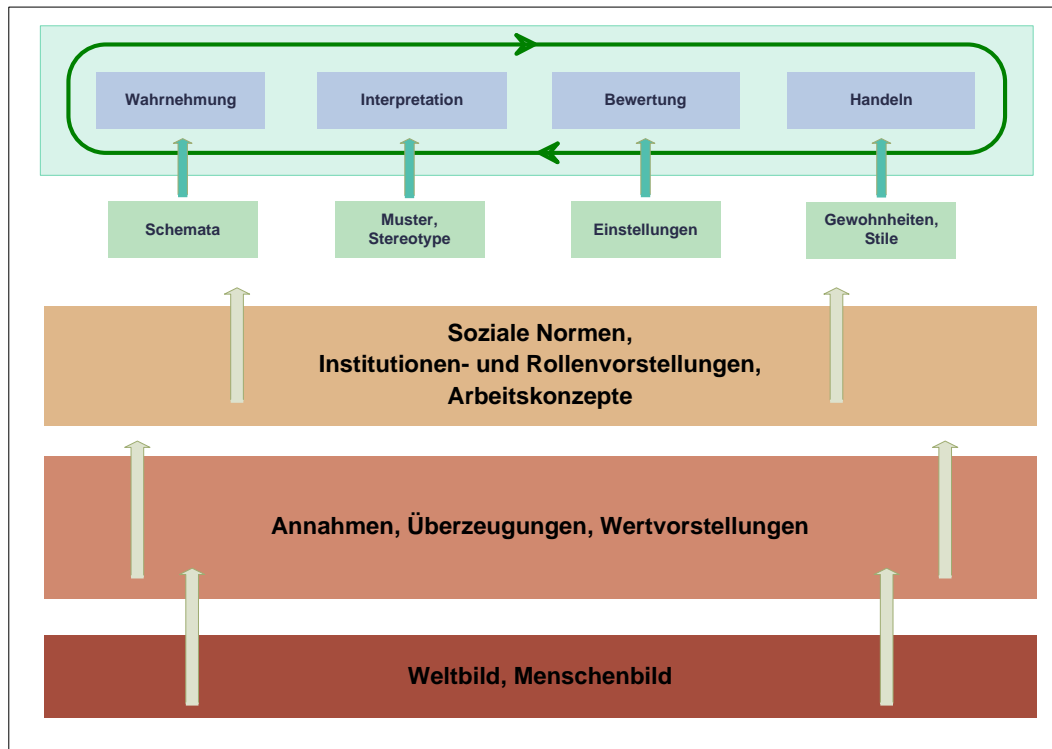 Wahrnehmung
Interpretation
Bewertung
Handeln
Schemata
Muster,
Stereotype
Einstellungen
Gewohnheiten,
Stile
Soziale Normen,
Institutionen- und Rollenvorstellungen,
Arbeitskonzepte
Annahmen, Überzeugungen, Wertvorstellungen
Weltbild, Menschenbild